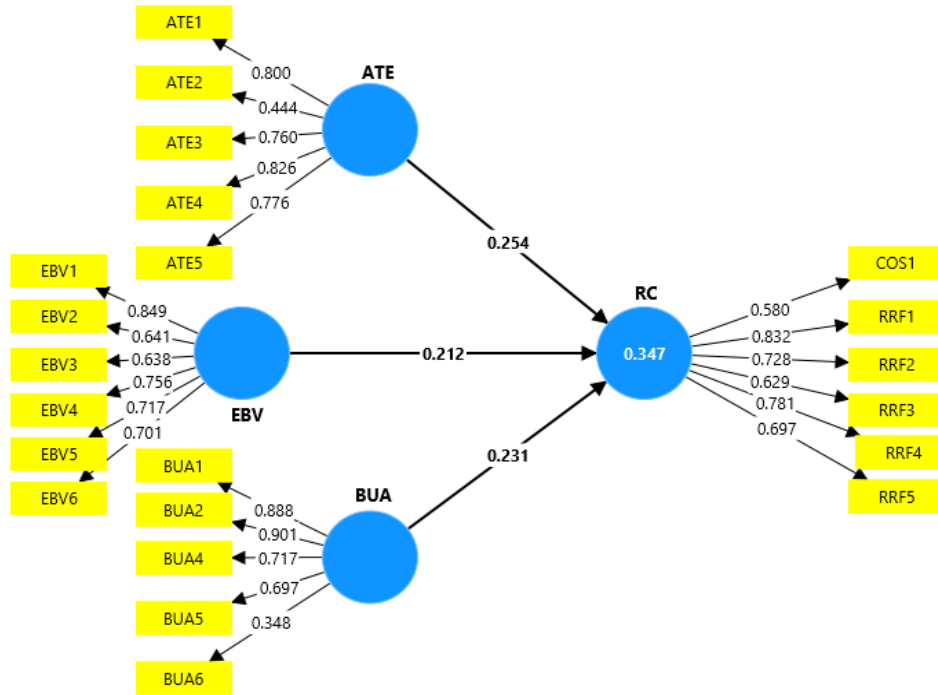 ATE1
ATE2
ATE3
ATE4
ATE5
0.800
0.444
0.760
0.826
0.776
ATE
0.254
EBV1
EBV2
EBV3
EBV4
EBV5
EBV6
0.849
0.641
0.638
0.756
0.717
0.701
EBV
0.212
BUA1
BUA2
BUA4
BUA5
BUA6
0.888
0.901
0.717
0.697
0.348
BUA
0.231
RC
0.347
0.580
0.832
0.728
0.629
0.781
0.697
COS1
RRF1
RRF2
RRF3
RRF4
RRF5